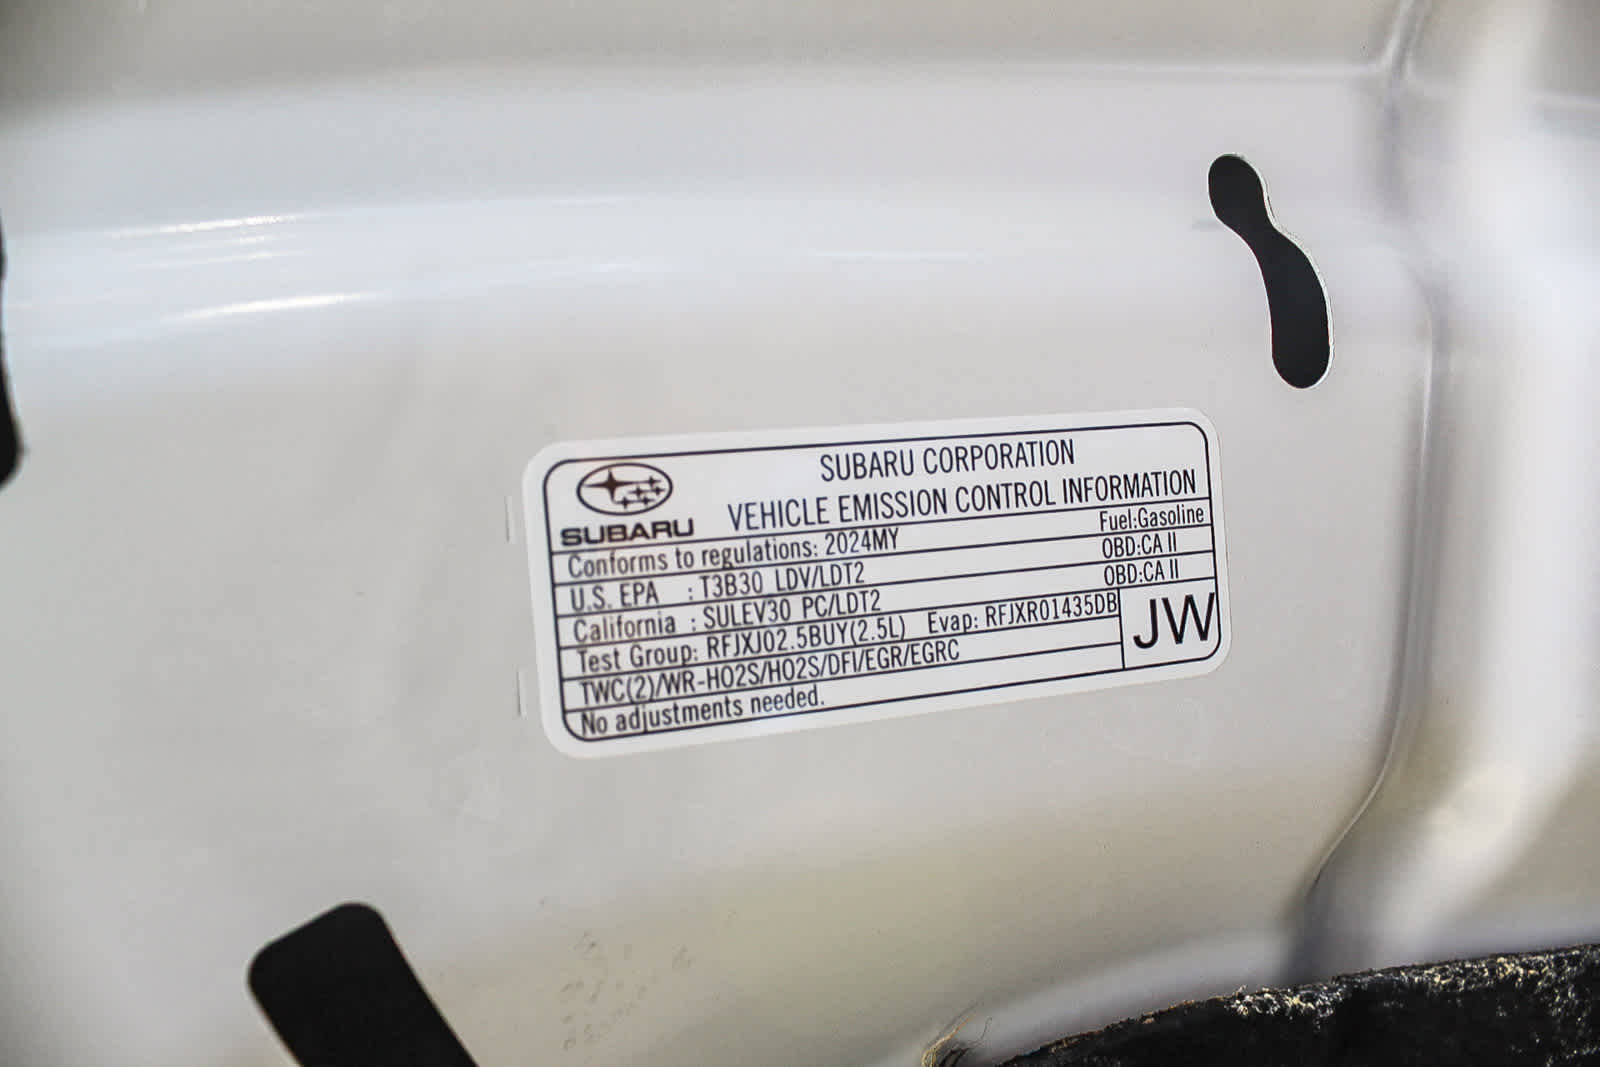 SUBARU CORPORATION
SUBARU VEHICLE EMISSION CONTROL INFORMATION
Conforms to regulations: 2024MY Fuel:Gasoline
U.S. EPA : T3B30 LDV/LDT2 OBD:CA II
California : SULEV30 PC/LDT2 OBD:CA II
Test Group: RFJXJ02.5BUY(2.5L) Evap: RFJXR01435DB
TWC(2)/WR-HO2S/HO2S/DFI/EGR/EGRC
No adjustments needed.
JW